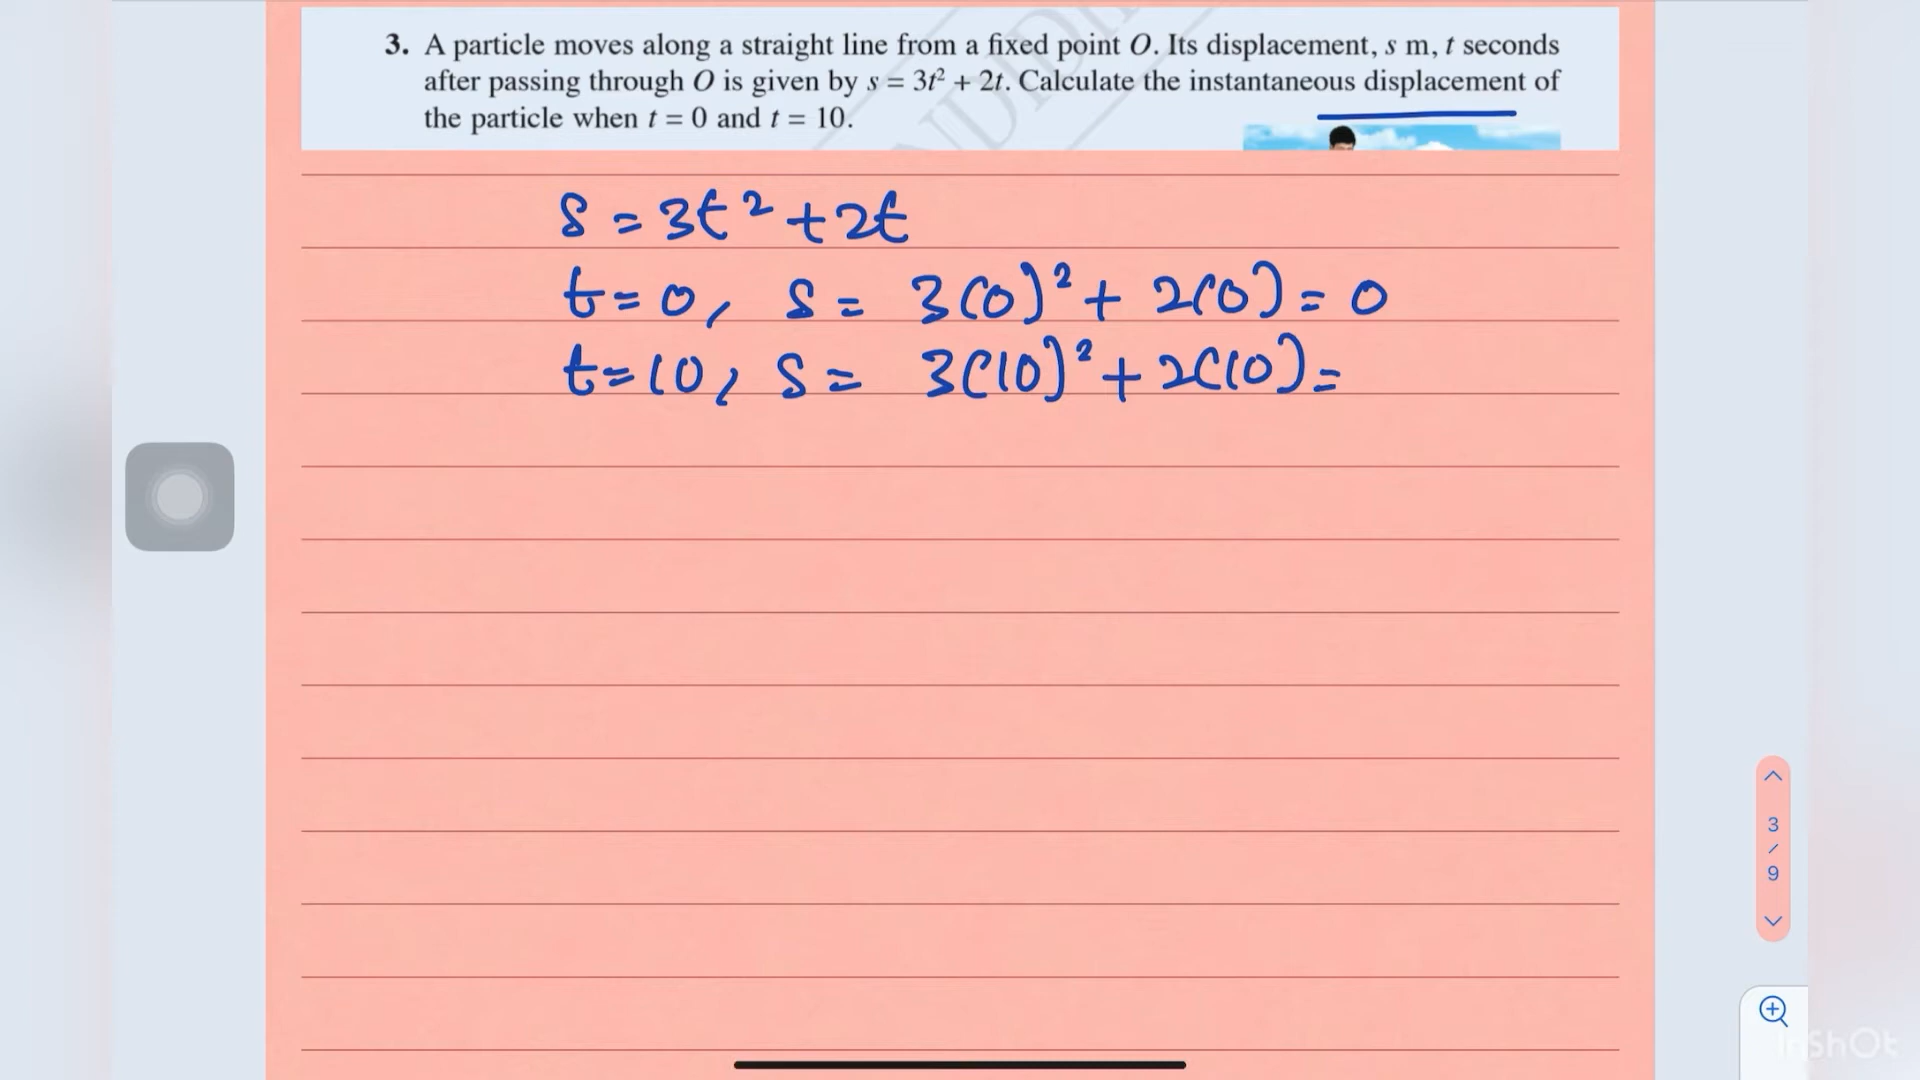 3. A particle moves along a straight line from a fixed point O. Its displacement, s m, t seconds
after passing through O is given by s = 3t² + 2t. Calculate the instantaneous displacement of
the particle when t = 0 and t = 10.
s = 3t² + 2t
t = 0, s = 3(0)² + 2(0) = 0
t = 10, s = 3(10)² + 2(10) =
3
/
9
InShOt